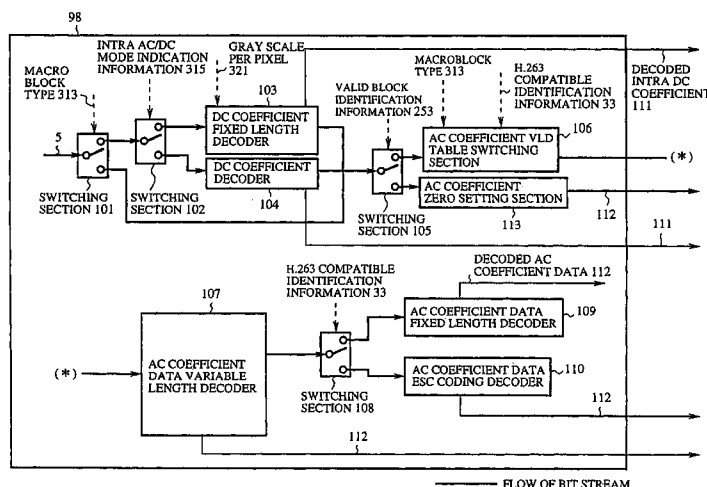 98
INTRA AC/DC
MODE INDICATION
INFORMATION 315
GRAY SCALE
PER PIXEL
321
MACRO
BLOCK
TYPE 313
103
DC COEFFICIENT
FIXED LENGTH
DECODER
VALID BLOCK
IDENTIFICATION
INFORMATION 253
MACROBLOCK
TYPE 313
H.263
COMPATIBLE
IDENTIFICATION
INFORMATION 33
DECODED
INTRA DC
COEFFICIENT
111
5
SWITCHING
SECTION 101
SWITCHING
SECTION 102
DC COEFFICIENT
DECODER
104
SWITCHING
SECTION 105
AC COEFFICIENT VLD
TABLE SWITCHING
SECTION
106
(*)
AC COEFFICIENT
ZERO SETTING SECTION
113
112
111
107
AC COEFFICIENT
DATA VARIABLE
LENGTH DECODER
(*)
H.263 COMPATIBLE
IDENTIFICATION
INFORMATION 33
SWITCHING
SECTION 108
DECODED AC
COEFFICIENT DATA 112
AC COEFFICIENT DATA
FIXED LENGTH DECODER
109
AC COEFFICIENT DATA
ESC CODING DECODER
110
112
112
FLOW OF BIT STREAM